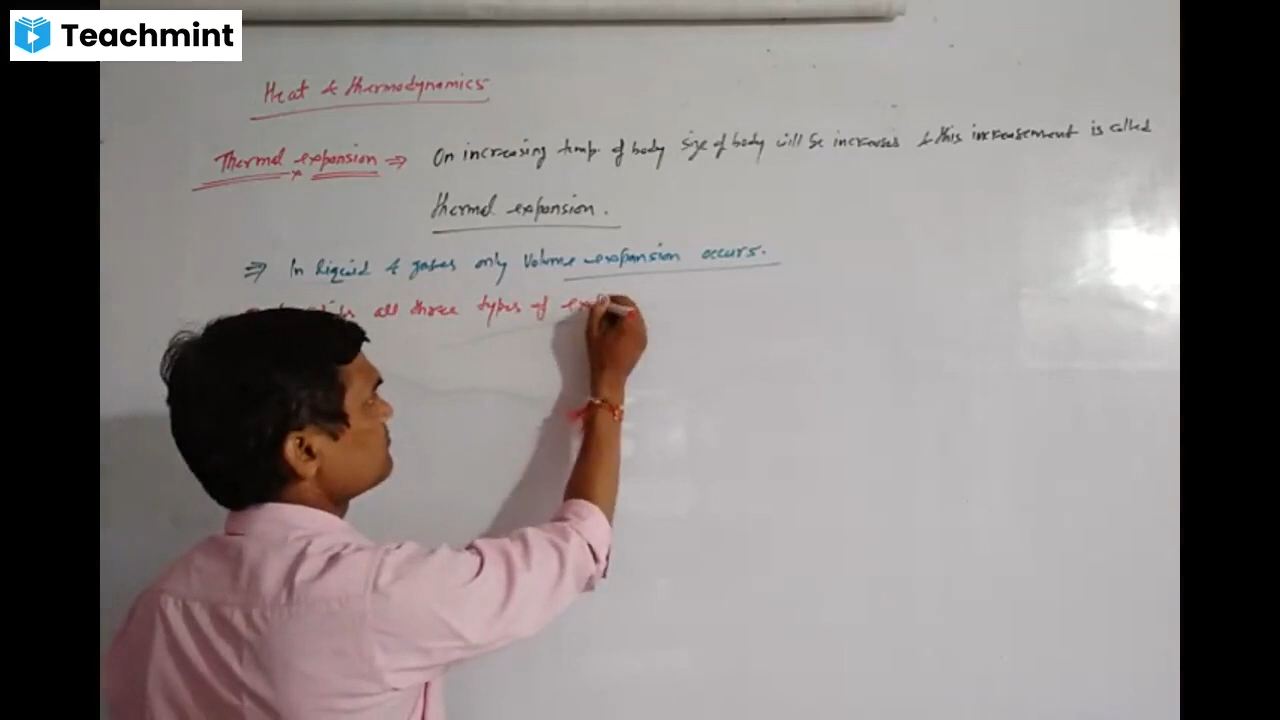 Teachmint
Heat & thermodynamics
Thermal expansion ⇒ On increasing temp. of body size of body will be increases & this increasement is called
thermal expansion.
⇒ In liquid & gases only volume expansion occurs.
all three types of